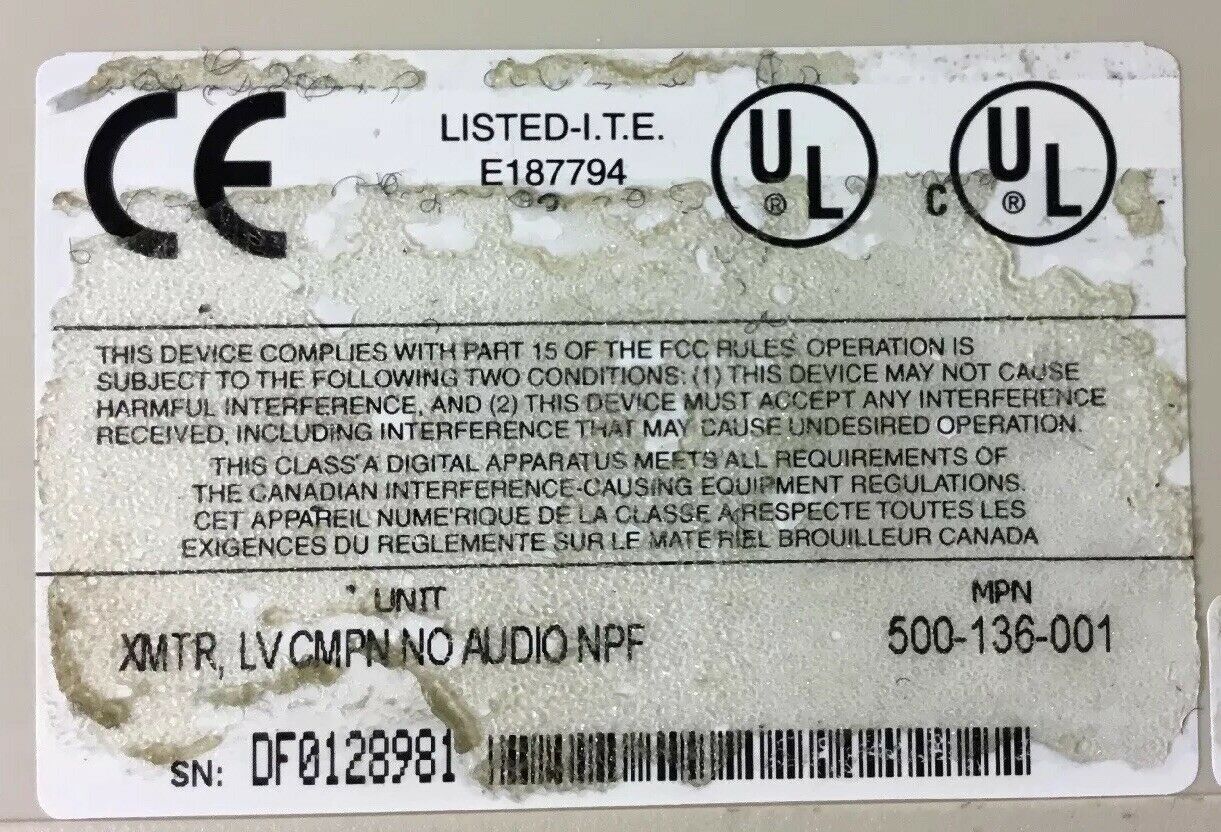 CE
LISTED-I.T.E.
E187794
UL®
C UL®
THIS DEVICE COMPLIES WITH PART 15 OF THE FCC RULES. OPERATION IS
SUBJECT TO THE FOLLOWING TWO CONDITIONS: (1) THIS DEVICE MAY NOT CAUSE
HARMFUL INTERFERENCE, AND (2) THIS DEVICE MUST ACCEPT ANY INTERFERENCE
RECEIVED, INCLUDING INTERFERENCE THAT MAY CAUSE UNDESIRED OPERATION.
THIS CLASS A DIGITAL APPARATUS MEETS ALL REQUIREMENTS OF
THE CANADIAN INTERFERENCE-CAUSING EQUIPMENT REGULATIONS.
CET APPAREIL NUME'RIQUE DE LA CLASSE A RESPECTE TOUTES LES
EXIGENCES DU REGLEMENTE SUR LE MATERIEL BROUILLEUR CANADA
UNIT
MPN
XMTR, LV CMPN NO AUDIO NPF
500-136-001
SN: DF0128981